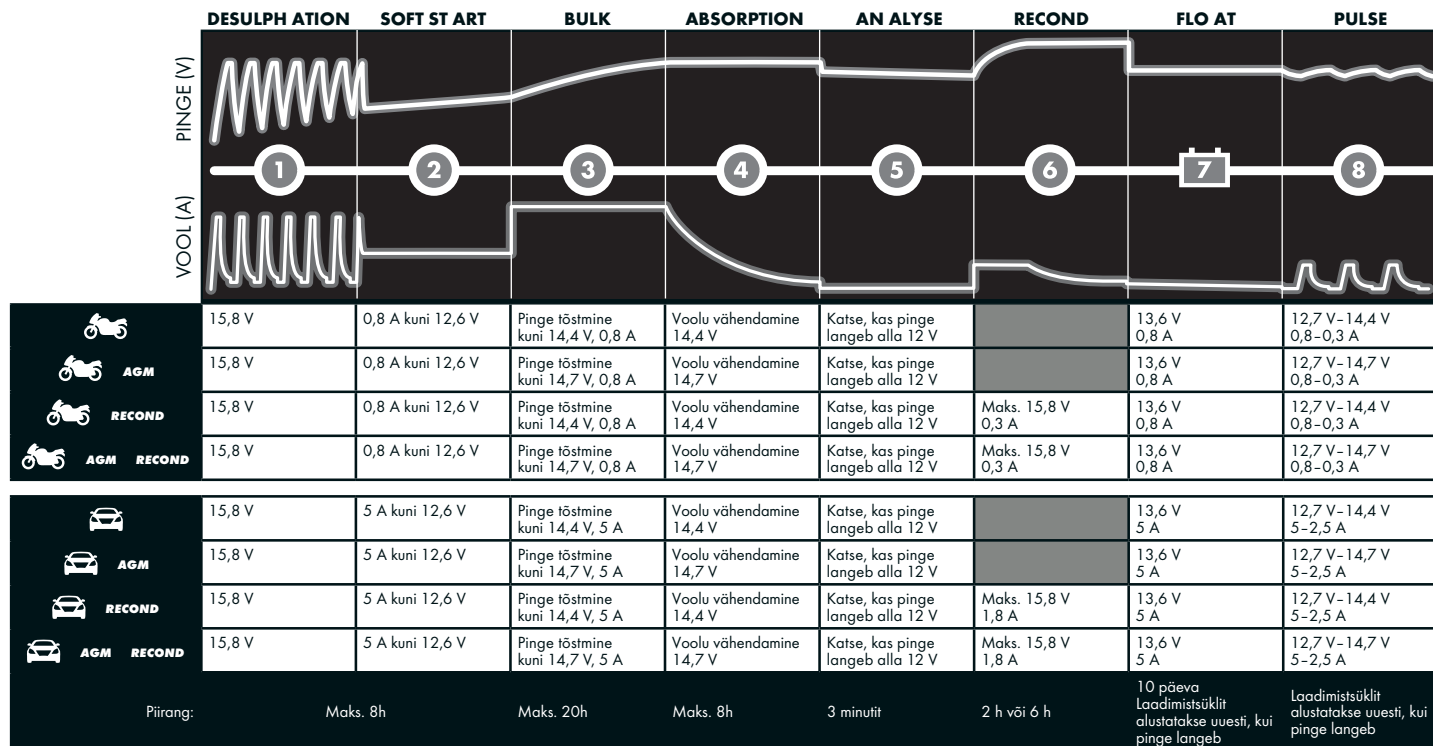 DESULPH ATION SOFT ST ART BULK ABSORPTION AN ALYSE RECOND FLO AT PULSE
PINGE (V)
1 2 3 4 5 6 7 8
VOOL (A)
15,8 V 0,8 A kuni 12,6 V Pinge tõstmine Voolu vähendamine Katse, kas pinge 13,6 V 12,7 V–14,4 V
kuni 14,4 V, 0,8 A 14,4 V langeb alla 12 V 0,8 A 0,8–0,3 A
AGM 15,8 V 0,8 A kuni 12,6 V Pinge tõstmine Voolu vähendamine Katse, kas pinge 13,6 V 12,7 V–14,7 V
kuni 14,7 V, 0,8 A 14,7 V langeb alla 12 V 0,8 A 0,8–0,3 A
RECOND 15,8 V 0,8 A kuni 12,6 V Pinge tõstmine Voolu vähendamine Katse, kas pinge Maks. 15,8 V 13,6 V 12,7 V–14,4 V
kuni 14,4 V, 0,8 A 14,4 V langeb alla 12 V 0,3 A 0,8 A 0,8–0,3 A
AGM RECOND 15,8 V 0,8 A kuni 12,6 V Pinge tõstmine Voolu vähendamine Katse, kas pinge Maks. 15,8 V 13,6 V 12,7 V–14,7 V
kuni 14,7 V, 0,8 A 14,7 V langeb alla 12 V 0,3 A 0,8 A 0,8–0,3 A
15,8 V 5 A kuni 12,6 V Pinge tõstmine Voolu vähendamine Katse, kas pinge 13,6 V 12,7 V–14,4 V
kuni 14,4 V, 5 A 14,4 V langeb alla 12 V 5 A 5–2,5 A
AGM 15,8 V 5 A kuni 12,6 V Pinge tõstmine Voolu vähendamine Katse, kas pinge 13,6 V 12,7 V–14,7 V
kuni 14,7 V, 5 A 14,7 V langeb alla 12 V 5 A 5–2,5 A
RECOND 15,8 V 5 A kuni 12,6 V Pinge tõstmine Voolu vähendamine Katse, kas pinge Maks. 15,8 V 13,6 V 12,7 V–14,4 V
kuni 14,4 V, 5 A 14,4 V langeb alla 12 V 1,8 A 5 A 5–2,5 A
AGM RECOND 15,8 V 5 A kuni 12,6 V Pinge tõstmine Voolu vähendamine Katse, kas pinge Maks. 15,8 V 13,6 V 12,7 V–14,7 V
kuni 14,7 V, 5 A 14,7 V langeb alla 12 V 1,8 A 5 A 5–2,5 A
Piirang: Maks. 8h Maks. 20h Maks. 8h 3 minutit 2 h või 6 h
10 päeva
Laadimistsüklit
alustatakse uuesti, kui
pinge langeb
Laadimistsüklit
alustatakse uuesti, kui
pinge langeb